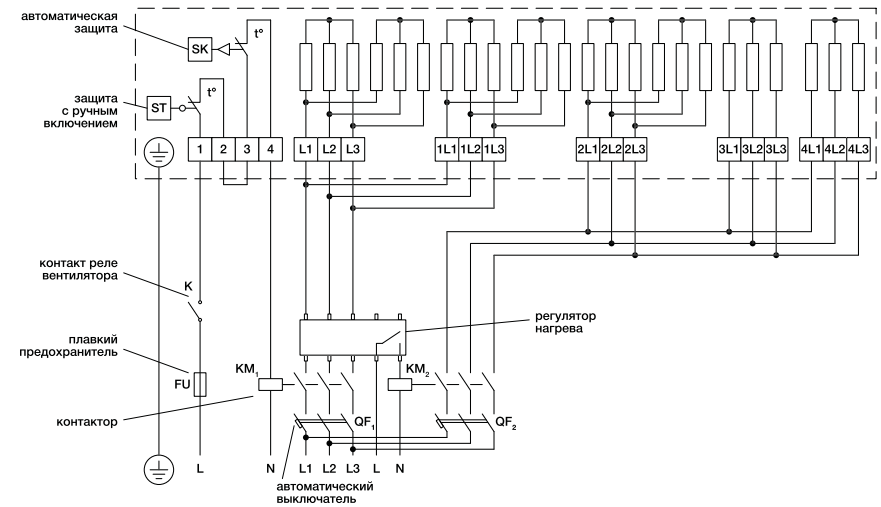 автоматическая
защита
SK
t°
защита
с ручным
включением
ST
t°
1 2 3 4 L1 L2 L3 1L1 1L2 1L3 2L1 2L2 2L3 3L1 3L2 3L3 4L1 4L2 4L3
контакт реле
вентилятора
K
регулятор
нагрева
плавкий
предохранитель
FU
KM1
KM2
контактор
QF1
QF2
L N L1 L2 L3 L N
автоматический
выключатель